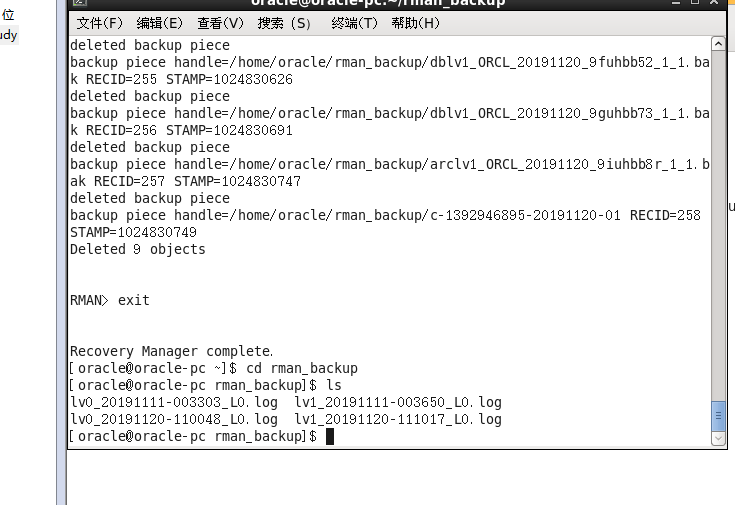 位
udy
oracle@oracle-pc:~/rman_backup
文件(F) 编辑(E) 查看(V) 搜索 (S) 终端(T) 帮助(H)
deleted backup piece
backup piece handle=/home/oracle/rman_backup/dblv1_ORCL_20191120_9fuhbb52_1_1.ba
k RECID=255 STAMP=1024830626
deleted backup piece
backup piece handle=/home/oracle/rman_backup/dblv1_ORCL_20191120_9guhbb73_1_1.ba
k RECID=256 STAMP=1024830691
deleted backup piece
backup piece handle=/home/oracle/rman_backup/arclv1_ORCL_20191120_9iuhbb8r_1_1.b
ak RECID=257 STAMP=1024830747
deleted backup piece
backup piece handle=/home/oracle/rman_backup/c-1392946895-20191120-01 RECID=258
STAMP=1024830749
Deleted 9 objects
RMAN> exit
Recovery Manager complete.
[oracle@oracle-pc ~]$ cd rman_backup
[oracle@oracle-pc rman_backup]$ ls
lv0_20191111-003303_L0.log lv1_20191111-003650_L0.log
lv0_20191120-110048_L0.log lv1_20191120-111017_L0.log
[oracle@oracle-pc rman_backup]$
u